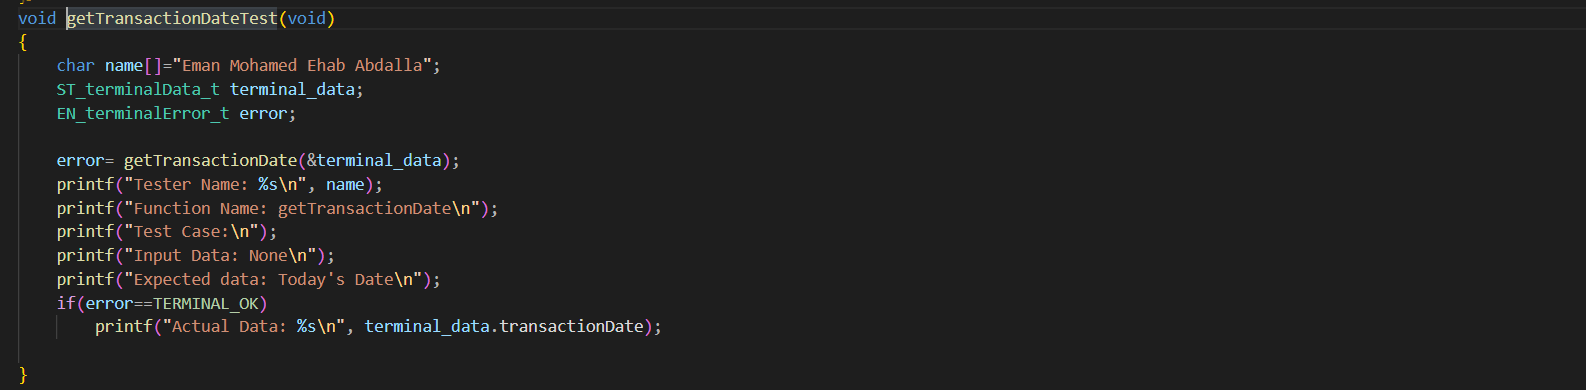 void getTransactionDateTest(void)
{
    char name[]="Eman Mohamed Ehab Abdalla";
    ST_terminalData_t terminal_data;
    EN_terminalError_t error;

    error= getTransactionDate(&terminal_data);
    printf("Tester Name: %s\n", name);
    printf("Function Name: getTransactionDate\n");
    printf("Test Case:\n");
    printf("Input Data: None\n");
    printf("Expected data: Today's Date\n");
    if(error==TERMINAL_OK)
        printf("Actual Data: %s\n", terminal_data.transactionDate);

}